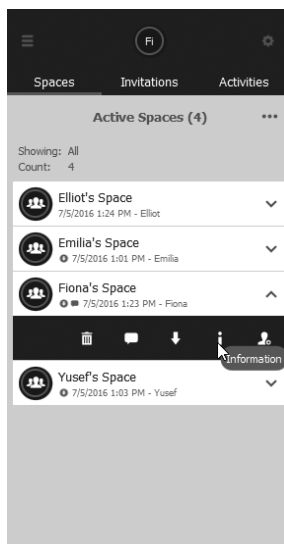 Fi
Spaces Invitations Activities
Active Spaces (4)
Showing: All
Count: 4
Elliot's Space
7/5/2016 1:24 PM - Elliot
Emilia's Space
7/5/2016 1:01 PM - Emilia
Fiona's Space
7/5/2016 1:23 PM - Fiona
Information
Yusef's Space
7/5/2016 1:03 PM - Yusef